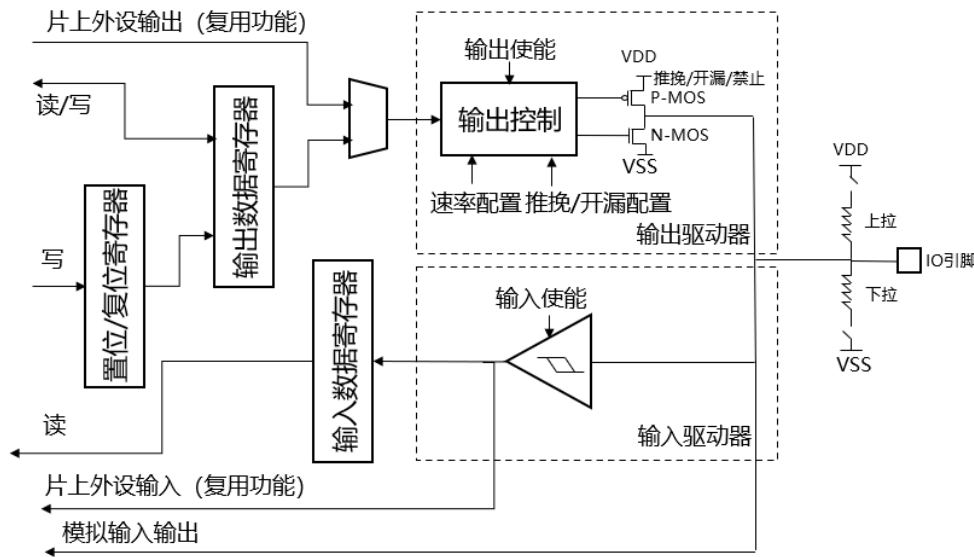 片上外设输出（复用功能）
读/写
写
置位/复位寄存器
输出数据寄存器
输出使能
输出控制
VDD
推挽/开漏/禁止
P-MOS
N-MOS
VSS
速率配置 推挽/开漏配置
输出驱动器
VDD
上拉
IO引脚
下拉
VSS
输入使能
输入驱动器
输入数据寄存器
读
片上外设输入（复用功能）
模拟输入输出